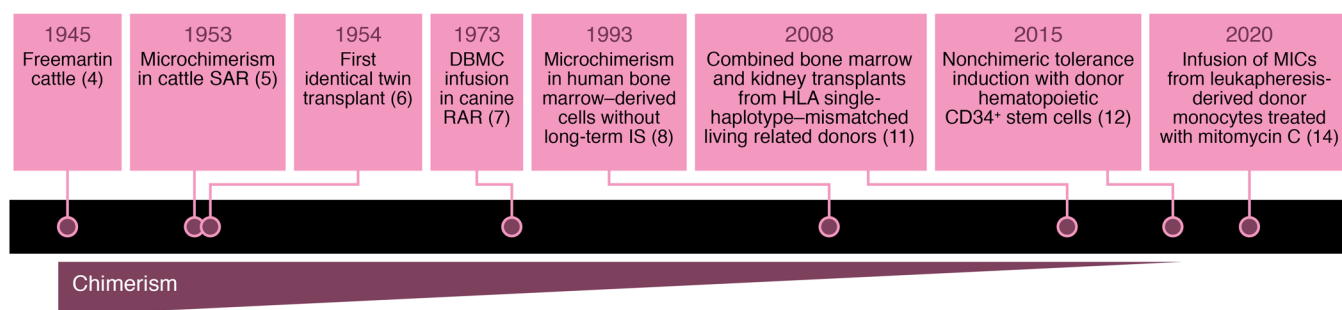 1945
Freemartin
cattle (4)
1953
Microchimerism
in cattle SAR (5)
1954
First
identical twin
transplant (6)
1973
DBMC
infusion
in canine
RAR (7)
1993
Microchimerism
in human bone
marrow–derived
cells without
long-term IS (8)
2008
Combined bone marrow
and kidney transplants
from HLA single-
haplotype–mismatched
living related donors (11)
2015
Nonchimeric tolerance
induction with donor
hematopoietic
CD34⁺ stem cells (12)
2020
Infusion of MICs
from leukapheresis-
derived donor
monocytes treated
with mitomycin C (14)
Chimerism